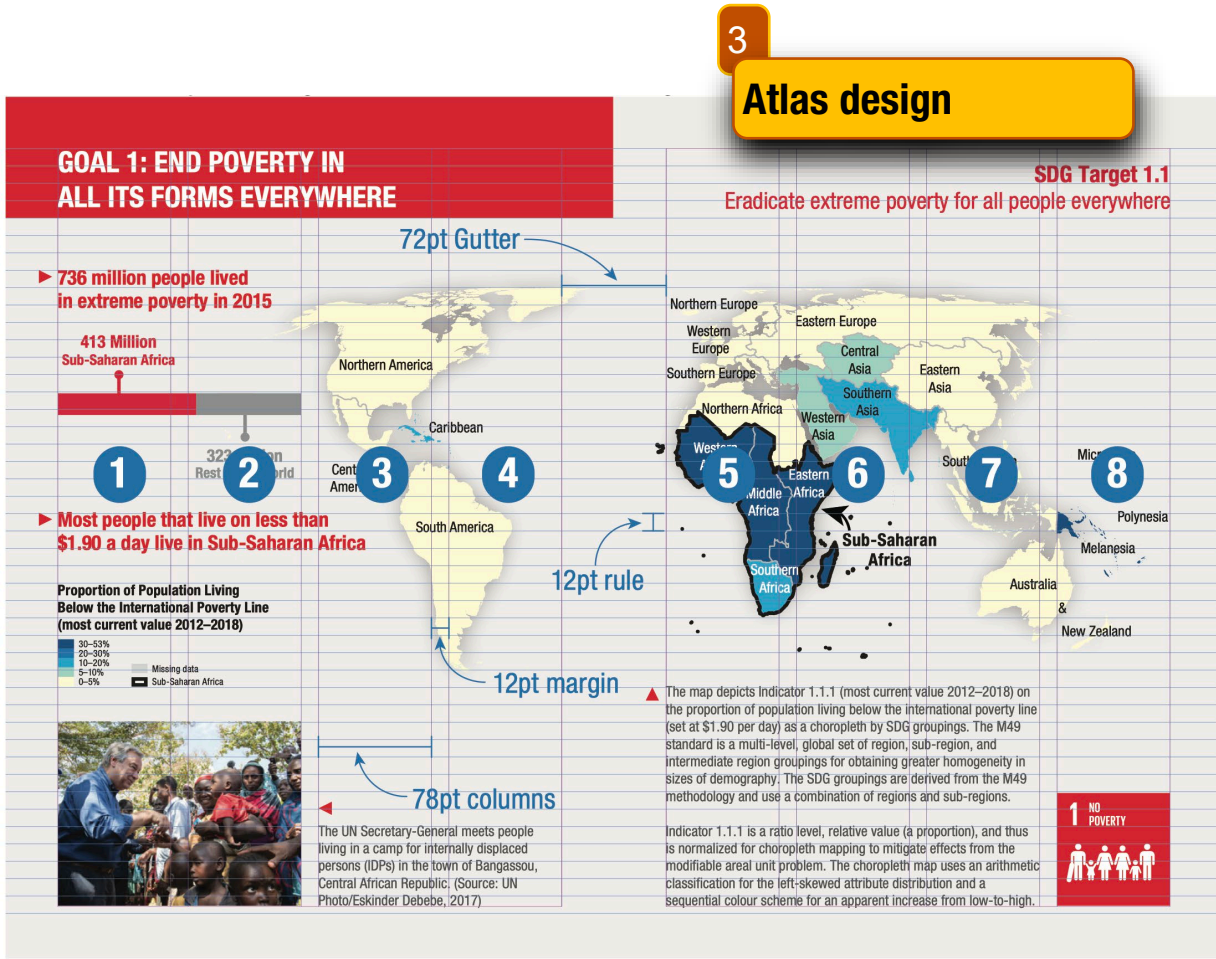 3
Atlas design
GOAL 1: END POVERTY IN
ALL ITS FORMS EVERYWHERE
SDG Target 1.1
Eradicate extreme poverty for all people everywhere
72pt Gutter
736 million people lived
in extreme poverty in 2015
413 Million
Sub-Saharan Africa
323
Rest
1
2
3
4
5
6
7
8
Most people that live on less than
$1.90 a day live in Sub-Saharan Africa
Proportion of Population Living
Below the International Poverty Line
(most current value 2012–2018)
30–53%
20–30%
10–20%
5–10%
0–5%
Missing data
Sub-Saharan Africa
Northern America
Caribbean
South America
Northern Europe
Western
Europe
Southern Europe
Eastern Europe
Central
Asia
Eastern
Asia
Southern
Asia
Northern Africa
Western
Asia
Eastern
Africa
Middle
Africa
Southern
Africa
Sub-Saharan
Africa
Polynesia
Melanesia
Australia
&
New Zealand
12pt rule
12pt margin
78pt columns
The UN Secretary-General meets people
living in a camp for internally displaced
persons (IDPs) in the town of Bangassou,
Central African Republic. (Source: UN
Photo/Eskinder Debebe, 2017)
The map depicts Indicator 1.1.1 (most current value 2012–2018) on
the proportion of population living below the international poverty line
(set at $1.90 per day) as a choropleth by SDG groupings. The M49
standard is a multi-level, global set of region, sub-region, and
intermediate region groupings for obtaining greater homogeneity in
sizes of demography. The SDG groupings are derived from the M49
methodology and use a combination of regions and sub-regions.
Indicator 1.1.1 is a ratio level, relative value (a proportion), and thus
is normalized for choropleth mapping to mitigate effects from the
modifiable areal unit problem. The choropleth map uses an arithmetic
classification for the left-skewed attribute distribution and a
sequential colour scheme for an apparent increase from low-to-high.
1 NO
POVERTY